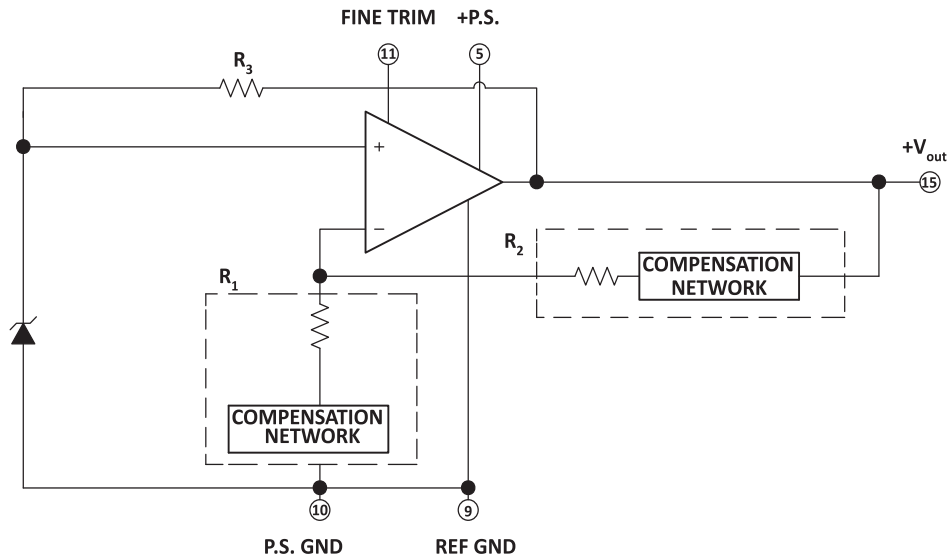 FINE TRIM +P.S.
11 5
R3
+
+Vout
15
−
R2
COMPENSATION
NETWORK
R1
COMPENSATION
NETWORK
10 9
P.S. GND REF GND